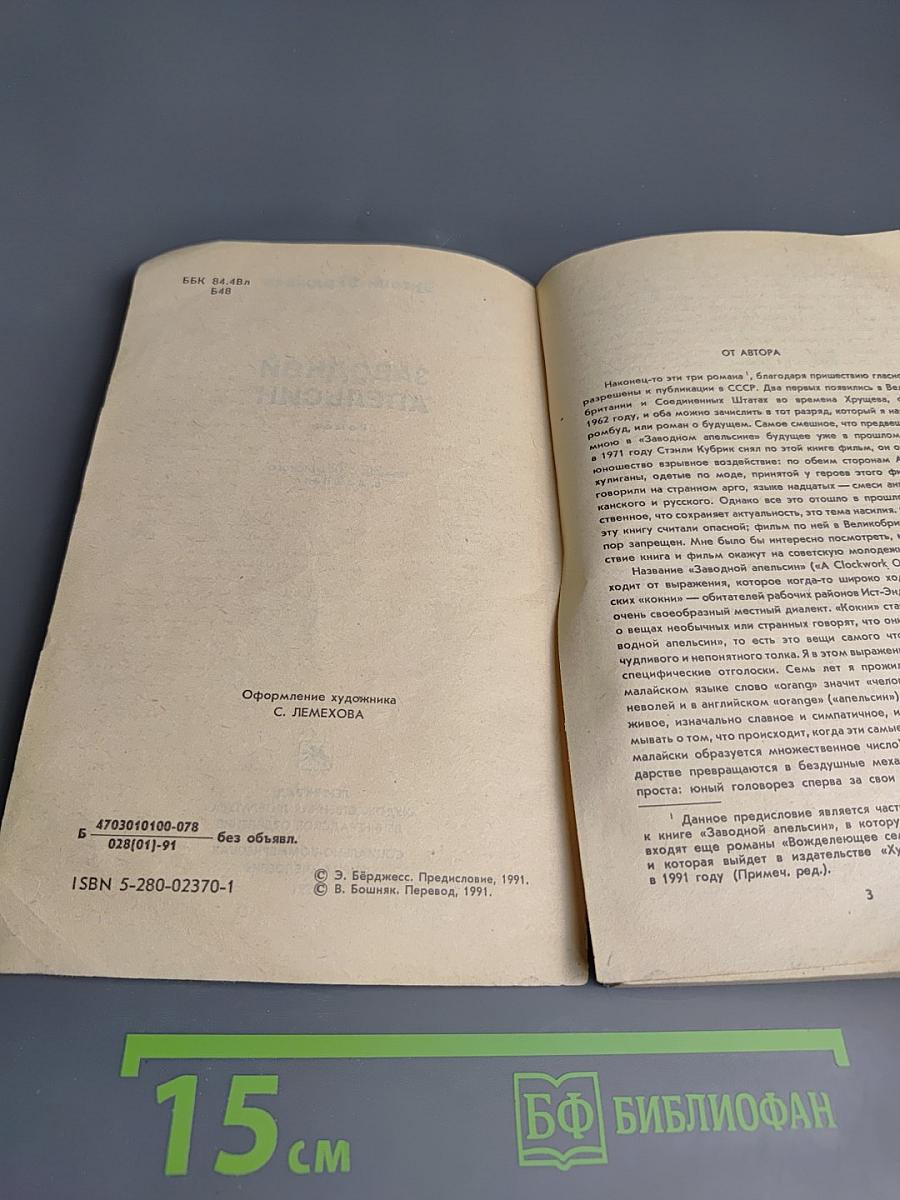 ББК 84.4Вл
Б48
Оформление художника
С. ЛЕМЕХОВА
Б 4703010100-078 без объявл.
028(01)-91
ISBN 5-280-02370-1
© Э. Бёрджесс. Предисловие, 1991.
© В. Бошняк. Перевод, 1991.
ОТ АВТОРА
Наконец-то эти три романа¹, благодаря пришествию гласно
разрешены к публикации в СССР. Два первых появились в Вел
британии и Соединенных Штатах во времена Хрущева,
1962 году, и оба можно зачислить в тот разряд, который я на
ромбуд, или роман о будущем. Самое смешное, что предвещ
мною в «Заводном апельсине» будущее уже в прошлом
в 1971 году Стэнли Кубрик снял по этой книге фильм, он о
юношество взрывное воздействие: по обеим сторонам А
хулиганы, одетые по моде, принятой у героев этого фи
говорили на странном арго, языке надцатых — смеси ан
канского и русского. Однако все это отошло в прошло
ственное, что сохраняет актуальность, это тема насилия.
эту книгу считали опасной; фильм по ней в Великобри
пор запрещен. Мне было бы интересно посмотреть,
ствие книга и фильм окажут на советскую молодеж
Название «Заводной апельсин» («A Clockwork O
ходит от выражения, которое когда-то широко ход
ских «кокни» — обитателей рабочих районов Ист-Энд
очень своеобразный местный диалект. «Кокни» ста
о вещах необычных или странных говорят, что они
водной апельсин», то есть это вещи самого что
чудливого и непонятного толка. Я в этом выражен
специфические отголоски. Семь лет я прожи
малайском языке слово «orang» значит «чело
неволей и в английском «orange» («апельсин»)
живое, изначально славное и симпатичное, и
мывать о том, что происходит, когда эти самые
малайски образуется множественное число
дарстве превращаются в бездушные меха
проста: юный головорез сперва за свои
¹ Данное предисловие является част
к книге «Заводной апельсин», в котору
входят еще романы «Вожделеющее сем
и которая выйдет в издательстве «Ху
в 1991 году (Примеч. ред.).
3
15 см
БФ БИБЛИОФАН